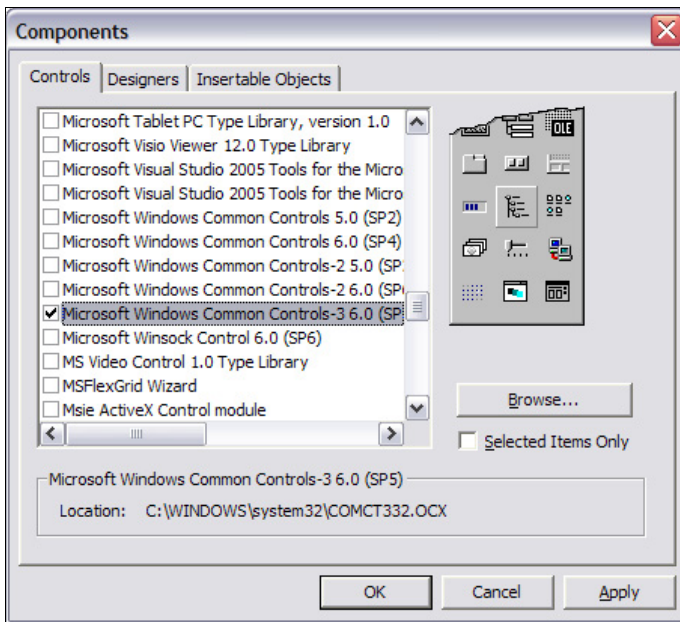 Components
Controls Designers Insertable Objects
Microsoft Tablet PC Type Library, version 1.0
OLE
Microsoft Visio Viewer 12.0 Type Library
Microsoft Visual Studio 2005 Tools for the Micro
Microsoft Visual Studio 2005 Tools for the Micro
Microsoft Windows Common Controls 5.0 (SP2)
Microsoft Windows Common Controls 6.0 (SP4)
Microsoft Windows Common Controls-2 5.0 (SP
Microsoft Windows Common Controls-2 6.0 (SP
Microsoft Windows Common Controls-3 6.0 (SP
Microsoft Winsock Control 6.0 (SP6)
MS Video Control 1.0 Type Library
MSFlexGrid Wizard
Msie ActiveX Control module
Browse...
Selected Items Only
Microsoft Windows Common Controls-3 6.0 (SP5)
Location: C:\WINDOWS\system32\COMCT332.OCX
OK Cancel Apply